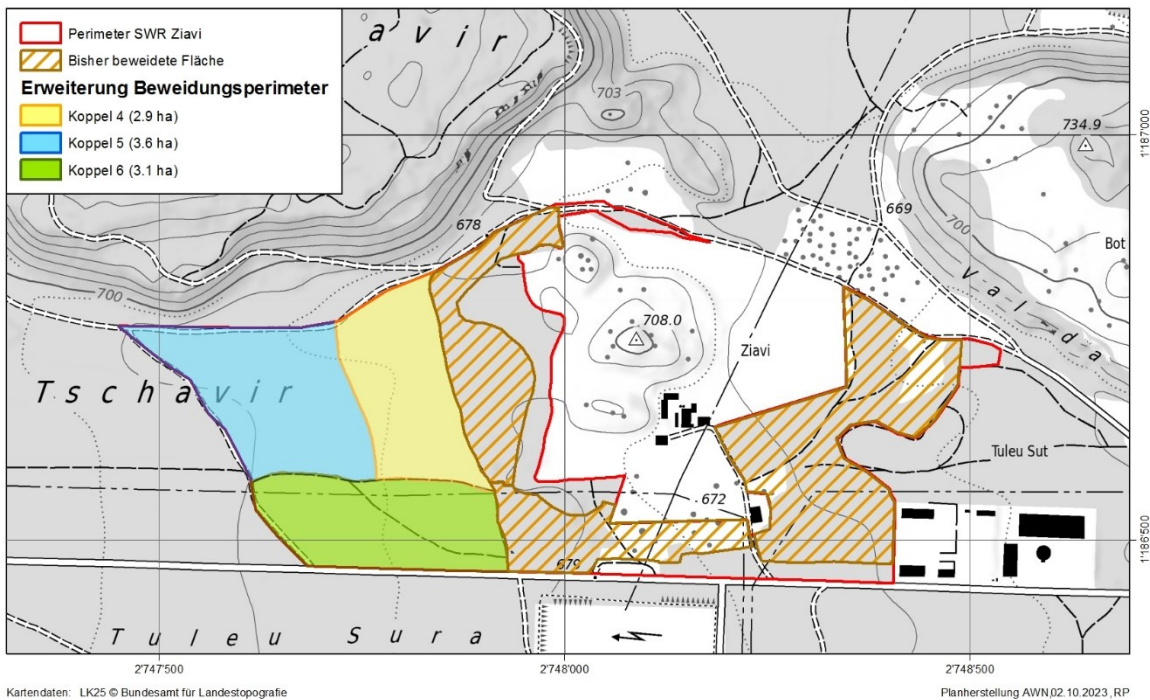 Perimeter SWR Ziavi
Bisher beweidete Fläche
Erweiterung Beweidungsperimeter
Koppel 4 (2.9 ha)
Koppel 5 (3.6 ha)
Koppel 6 (3.1 ha)
avir
703
734.9
1'187'000
669
678
700
Bot
Val da
700
708.0
Ziavi
Tschavir
Tuleu Sut
672
1'186'500
679
Tuleu Sura
2'747'500
2'748'000
2'748'500
Kartendaten: LK25 © Bundesamt für Landestopografie
Planherstellung AWN,02.10.2023, RP